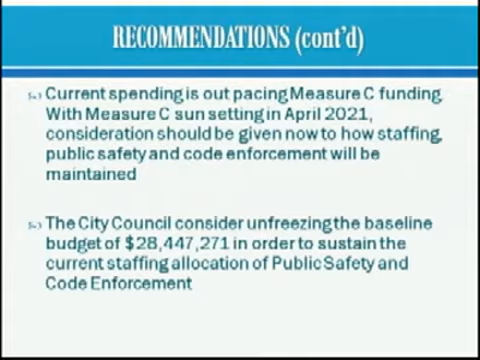 RECOMMENDATIONS (cont'd)
Current spending is out pacing Measure C funding.
With Measure C sun setting in April 2021,
consideration should be given now to how staffing,
public safety and code enforcement will be
maintained
The City Council consider unfreezing the baseline
budget of $28,447,271 in order to sustain the
current staffing allocation of Public Safety and
Code Enforcement